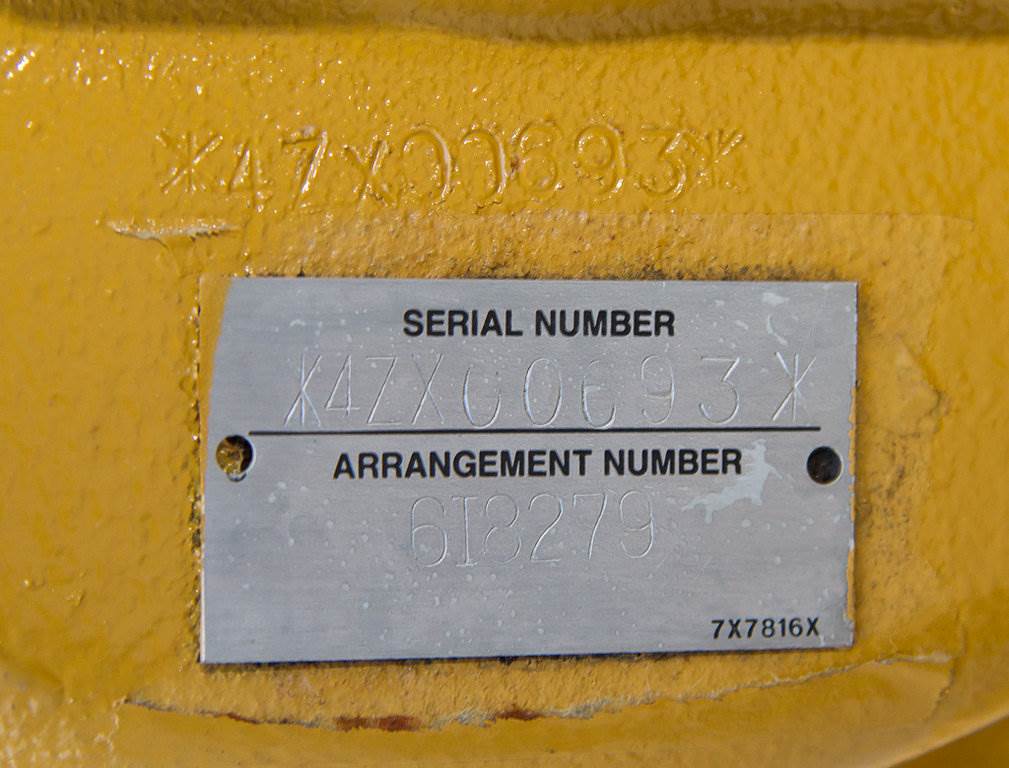 *4ZX00693*
SERIAL NUMBER
*4ZX00693*
ARRANGEMENT NUMBER
6I8279
7X7816X